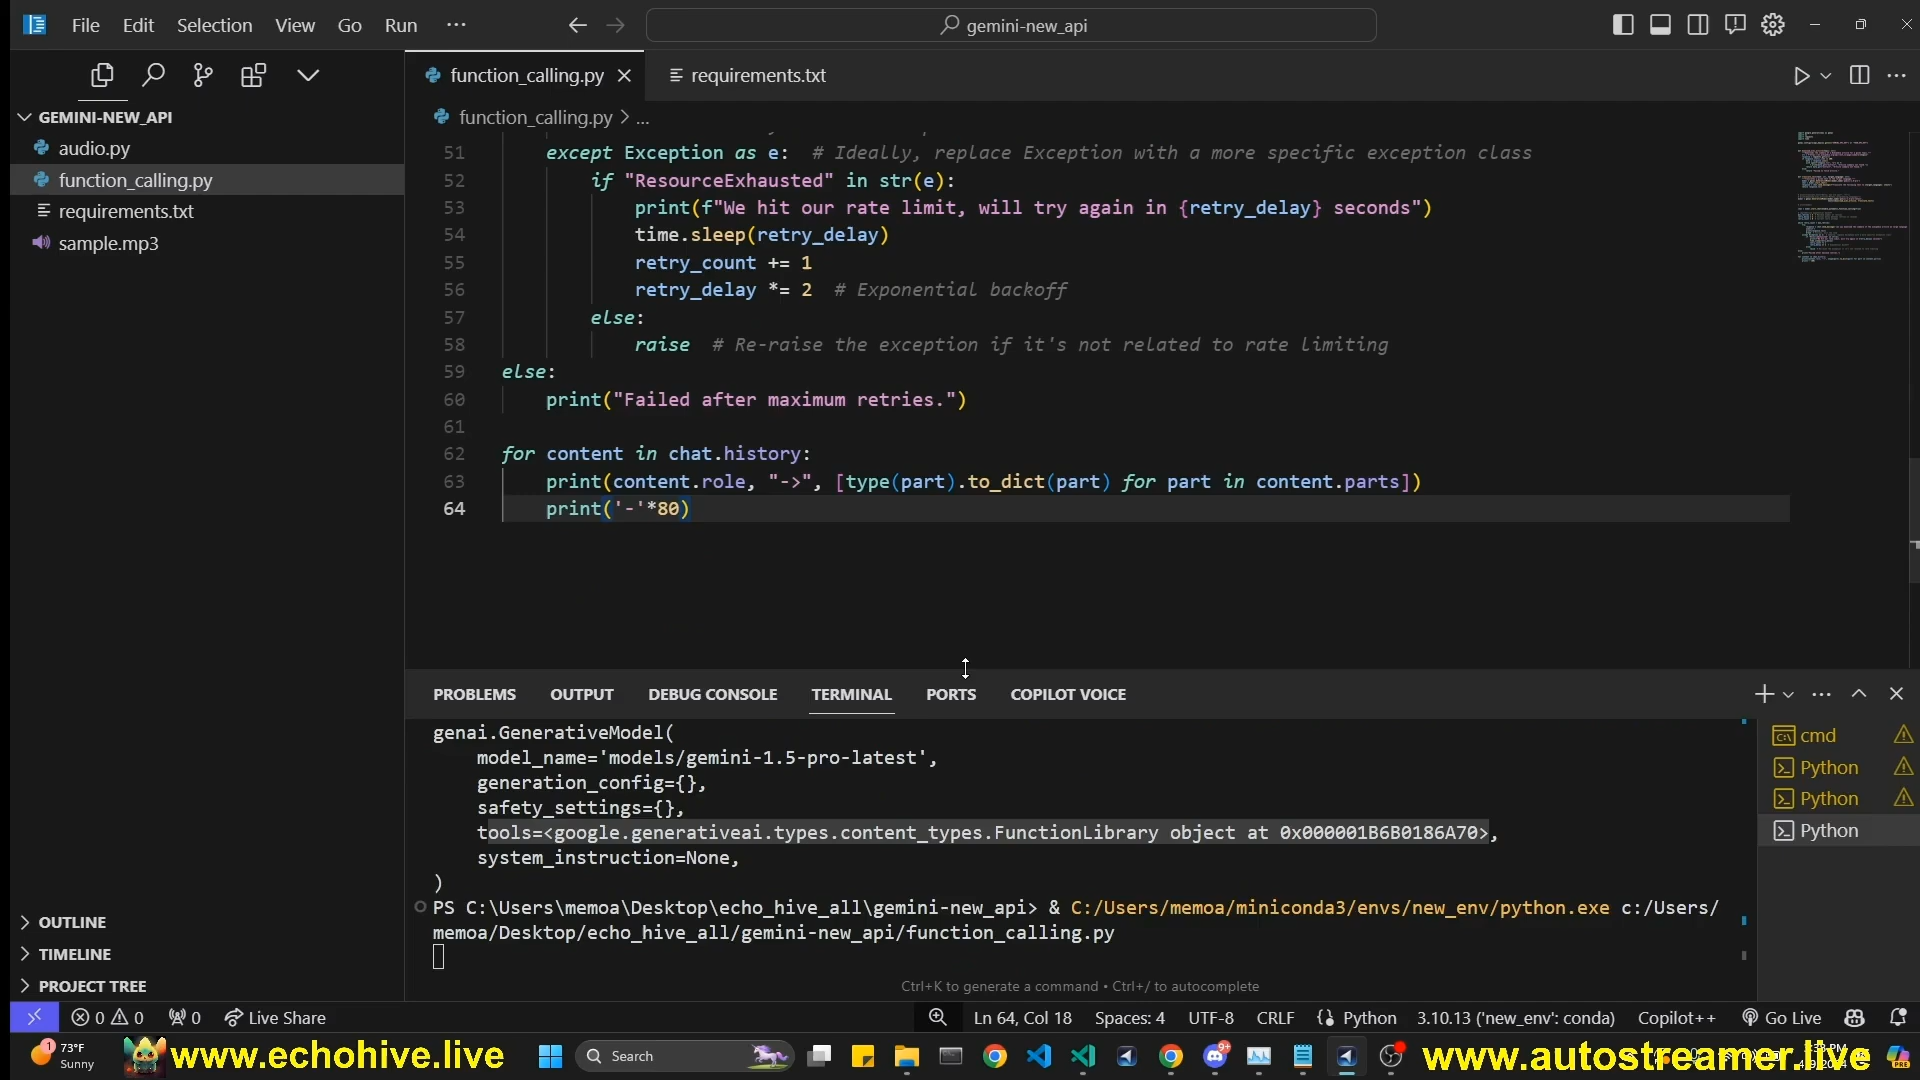 File Edit Selection View Go Run ··· gemini-new_api
function_calling.py requirements.txt
GEMINI-NEW_API
audio.py
function_calling.py
requirements.txt
sample.mp3
OUTLINE
TIMELINE
PROJECT TREE
function_calling.py > ...
51 except Exception as e:  # Ideally, replace Exception with a more specific exception class
52 if "ResourceExhausted" in str(e):
53 print(f"We hit our rate limit, will try again in {retry_delay} seconds")
54 time.sleep(retry_delay)
55 retry_count += 1
56 retry_delay *= 2  # Exponential backoff
57 else:
58 raise  # Re-raise the exception if it's not related to rate limiting
59 else:
60 print("Failed after maximum retries.")
61
62 for content in chat.history:
63 print(content.role, "->", [type(part).to_dict(part) for part in content.parts])
64 print('-'*80)
PROBLEMS OUTPUT DEBUG CONSOLE TERMINAL PORTS COPILOT VOICE
genai.GenerativeModel(
model_name='models/gemini-1.5-pro-latest',
generation_config={},
safety_settings={},
tools=<google.generativeai.types.content_types.FunctionLibrary object at 0x000001B6B0186A70>,
system_instruction=None,
)
PS C:\Users\memoa\Desktop\echo_hive_all\gemini-new_api> & C:/Users/memoa/miniconda3/envs/new_env/python.exe c:/Users/
memoa/Desktop/echo_hive_all/gemini-new_api/function_calling.py
Ctrl+K to generate a command • Ctrl+/ to autocomplete
cmd
Python
Python
Python
0 0 0 Live Share Ln 64, Col 18 Spaces: 4 UTF-8 CRLF Python 3.10.13 ('new_env': conda) Copilot++ Go Live
1 73°F
Sunny
www.echohive.live
Search
9+
www.autostreamer.live
PRE